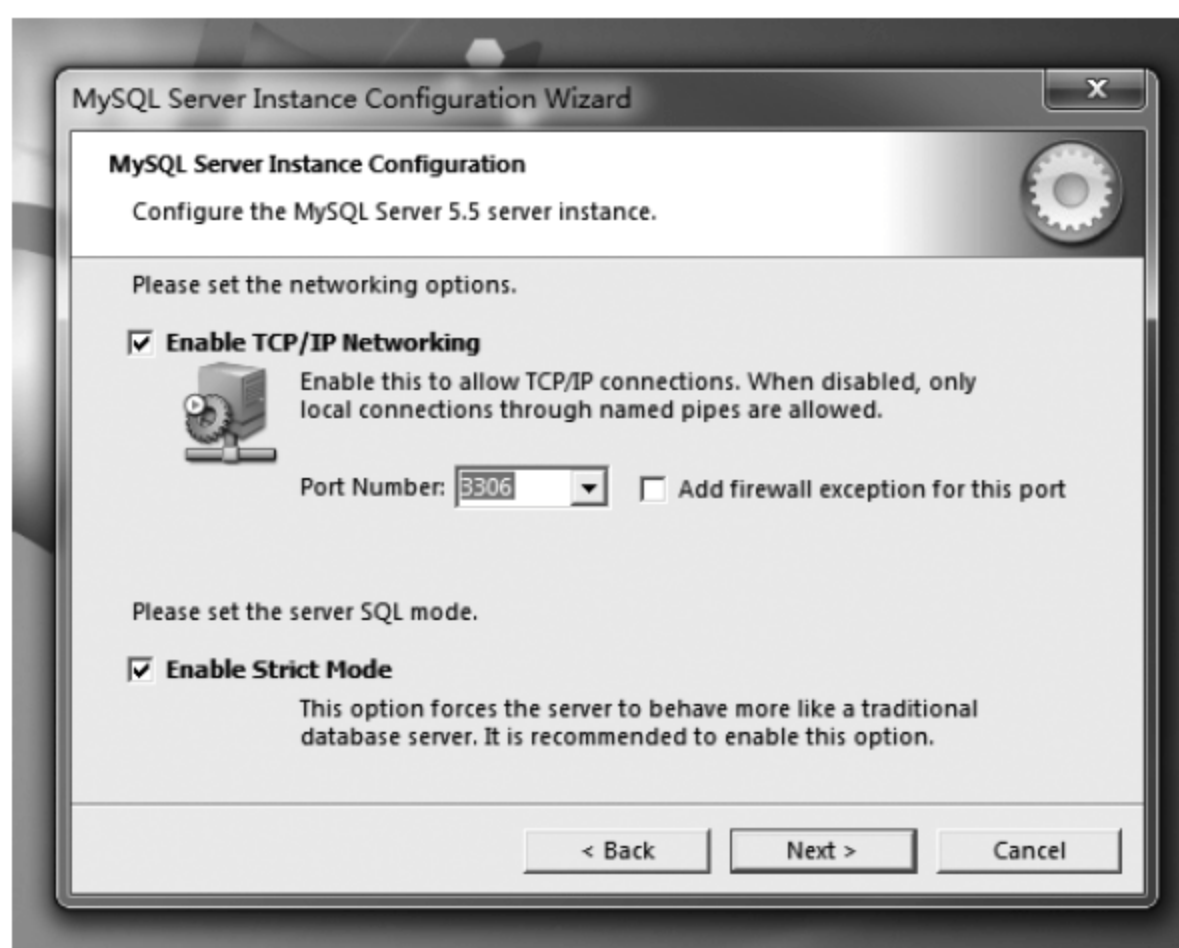 MySQL Server Instance Configuration Wizard
x
MySQL Server Instance Configuration
Configure the MySQL Server 5.5 server instance.
Please set the networking options.
Enable TCP/IP Networking
Enable this to allow TCP/IP connections. When disabled, only
local connections through named pipes are allowed.
Port Number: 3306 Add firewall exception for this port
Please set the server SQL mode.
Enable Strict Mode
This option forces the server to behave more like a traditional
database server. It is recommended to enable this option.
< Back Next > Cancel